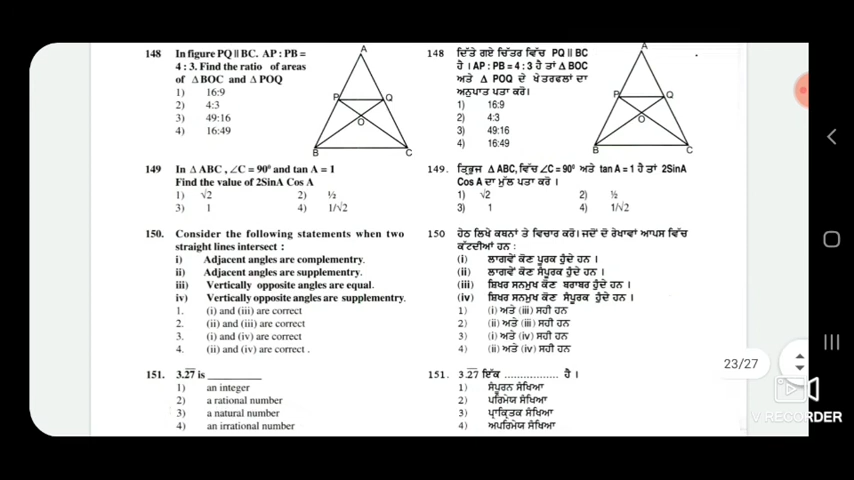 148 In figure PQ || BC. AP : PB =
4 : 3. Find the ratio of areas
of △BOC and △POQ
1) 16:9
2) 4:3
3) 49:16
4) 16:49
A
P Q
O
B C
149 In △ ABC , ∠C = 90⁰ and tan A = 1
Find the value of 2SinA Cos A
1) √2 2) ½
3) 1 4) 1/√2
150. Consider the following statements when two
straight lines intersect :
i) Adjacent angles are complementry.
ii) Adjacent angles are supplementry.
iii) Vertically opposite angles are equal.
iv) Vertically opposite angles are supplementry.
1. (i) and (iii) are correct
2. (ii) and (iii) are correct
3. (i) and (iv) are correct
4. (ii) and (iv) are correct .
151. 3.2̅7̅ is __________
1) an integer
2) a rational number
3) a natural number
4) an irrational number
148 ਦਿੱਤੇ ਗਏ ਚਿੱਤਰ ਵਿੱਚ PQ || BC
ਹੈ । AP : PB = 4 : 3 ਹੈ ਤਾਂ △ BOC
ਅਤੇ △ POQ ਦੇ ਖੇਤਰਫਲਾਂ ਦਾ
ਅਨੁਪਾਤ ਪਤਾ ਕਰੋ ।
1) 16:9
2) 4:3
3) 49:16
4) 16:49
A
P Q
O
B C
149. ਤ੍ਰਿਭੁਜ △ ABC, ਵਿੱਚ ∠C = 90⁰ ਅਤੇ tan A = 1 ਹੈ ਤਾਂ 2SinA
Cos A ਦਾ ਮੁੱਲ ਪਤਾ ਕਰੋ ।
1) √2 2) ½
3) 1 4) 1/√2
150 ਹੇਠ ਲਿਖੇ ਕਥਨਾਂ ਤੇ ਵਿਚਾਰ ਕਰੋ। ਜਦੋਂ ਦੋ ਰੇਖਾਵਾਂ ਆਪਸ ਵਿੱਚ
ਕੱਟਦੀਆਂ ਹਨ :
(i) ਲਾਗਵੇਂ ਕੋਣ ਪੂਰਕ ਹੁੰਦੇ ਹਨ ।
(ii) ਲਾਗਵੇਂ ਕੋਣ ਸੰਪੂਰਕ ਹੁੰਦੇ ਹਨ ।
(iii) ਸ਼ਿਖਰ ਸਨਮੁਖ ਕੋਣ ਬਰਾਬਰ ਹੁੰਦੇ ਹਨ ।
(iv) ਸ਼ਿਖਰ ਸਨਮੁਖ ਕੋਣ ਸੰਪੂਰਕ ਹੁੰਦੇ ਹਨ ।
1) (i) ਅਤੇ (iii) ਸਹੀ ਹਨ
2) (ii) ਅਤੇ (iii) ਸਹੀ ਹਨ
3) (i) ਅਤੇ (iv) ਸਹੀ ਹਨ
4) (ii) ਅਤੇ (iv) ਸਹੀ ਹਨ
151. 3.2̅7̅ ਇੱਕ ................. ਹੈ ।
1) ਸੰਪੂਰਨ ਸੰਖਿਆ
2) ਪਰਿਮੇਯ ਸੰਖਿਆ
3) ਪ੍ਰਾਕ੍ਰਿਤਕ ਸੰਖਿਆ
4) ਅਪਰਿਮੇਯ ਸੰਖਿਆ
23/27
V RECORDER